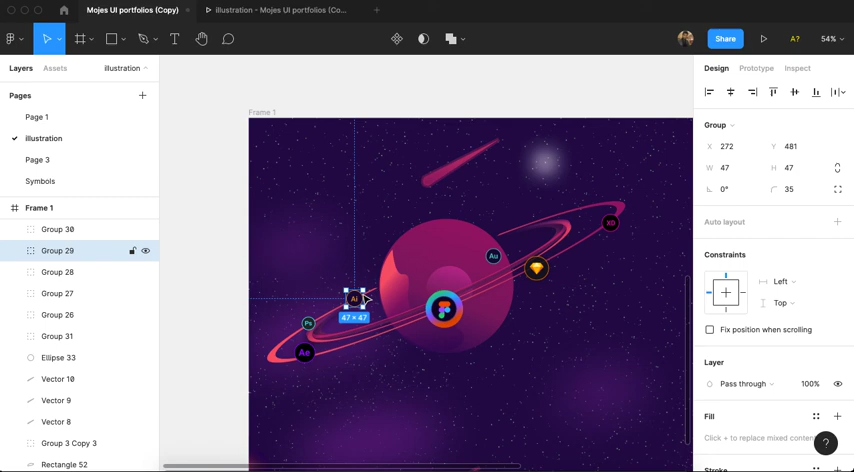 Mojes UI portfolios (Copy)
illustration - Mojes UI portfolios (Co...
Share
A?
54%
Layers
Assets
illustration
Pages
Page 1
illustration
Page 3
Symbols
Frame 1
Group 30
Group 29
Group 28
Group 27
Group 26
Group 31
Ellipse 33
Vector 10
Vector 9
Vector 8
Group 3 Copy 3
Rectangle 52
Frame 1
XD
Au
Ai
47 × 47
Ps
Ae
Design
Prototype
Inspect
Group
X 272
Y 481
W 47
H 47
0°
35
Auto layout
Constraints
Left
Top
Fix position when scrolling
Layer
Pass through
100%
Fill
Click + to replace mixed conten
?
Stroke